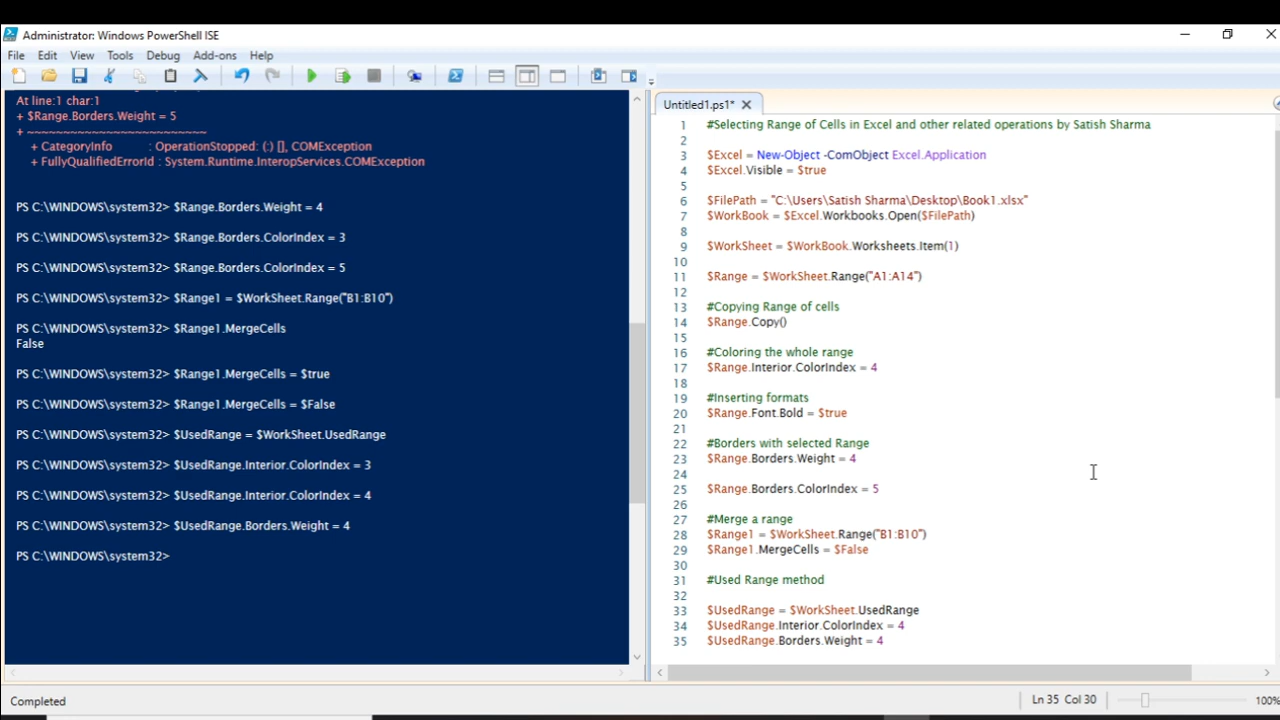 Administrator: Windows PowerShell ISE
File Edit View Tools Debug Add-ons Help
At line:1 char:1
+ $Range.Borders.Weight = 5
+ ~~~~~~~~~~~~~~~~~~~~~~~~~
+ CategoryInfo : OperationStopped: (:) [], COMException
+ FullyQualifiedErrorId : System.Runtime.InteropServices.COMException
PS C:\WINDOWS\system32> $Range.Borders.Weight = 4
PS C:\WINDOWS\system32> $Range.Borders.ColorIndex = 3
PS C:\WINDOWS\system32> $Range.Borders.ColorIndex = 5
PS C:\WINDOWS\system32> $Range1 = $WorkSheet.Range("B1:B10")
PS C:\WINDOWS\system32> $Range1.MergeCells
False
PS C:\WINDOWS\system32> $Range1.MergeCells = $true
PS C:\WINDOWS\system32> $Range1.MergeCells = $False
PS C:\WINDOWS\system32> $UsedRange = $WorkSheet.UsedRange
PS C:\WINDOWS\system32> $UsedRange.Interior.ColorIndex = 3
PS C:\WINDOWS\system32> $UsedRange.Interior.ColorIndex = 4
PS C:\WINDOWS\system32> $UsedRange.Borders.Weight = 4
PS C:\WINDOWS\system32>
Untitled1.ps1*
1 #Selecting Range of Cells in Excel and other related operations by Satish Sharma
2
3 $Excel = New-Object -ComObject Excel.Application
4 $Excel.Visible = $true
5
6 $FilePath = "C:\Users\Satish Sharma\Desktop\Book1.xlsx"
7 $WorkBook = $Excel.Workbooks.Open($FilePath)
8
9 $WorkSheet = $WorkBook.Worksheets.Item(1)
10
11 $Range = $WorkSheet.Range("A1:A14")
12
13 #Copying Range of cells
14 $Range.Copy()
15
16 #Coloring the whole range
17 $Range.Interior.ColorIndex = 4
18
19 #Inserting formats
20 $Range.Font.Bold = $true
21
22 #Borders with selected Range
23 $Range.Borders.Weight = 4
24
25 $Range.Borders.ColorIndex = 5
26
27 #Merge a range
28 $Range1 = $WorkSheet.Range("B1:B10")
29 $Range1.MergeCells = $False
30
31 #Used Range method
32
33 $UsedRange = $WorkSheet.UsedRange
34 $UsedRange.Interior.ColorIndex = 4
35 $UsedRange.Borders.Weight = 4
Completed
Ln 35 Col 30
100%